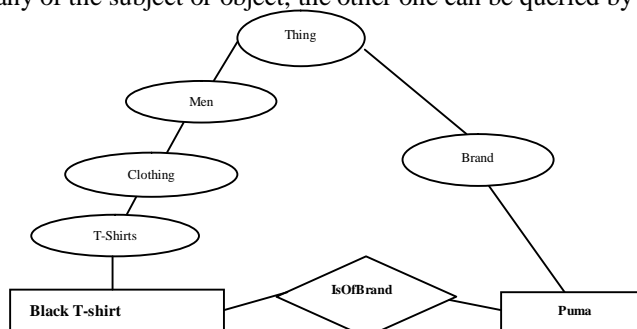 any of the subject or object, the other one can be queried by
Thing
Men
Brand
Clothing
T-Shirts
IsOfBrand
Black T-shirt
Puma